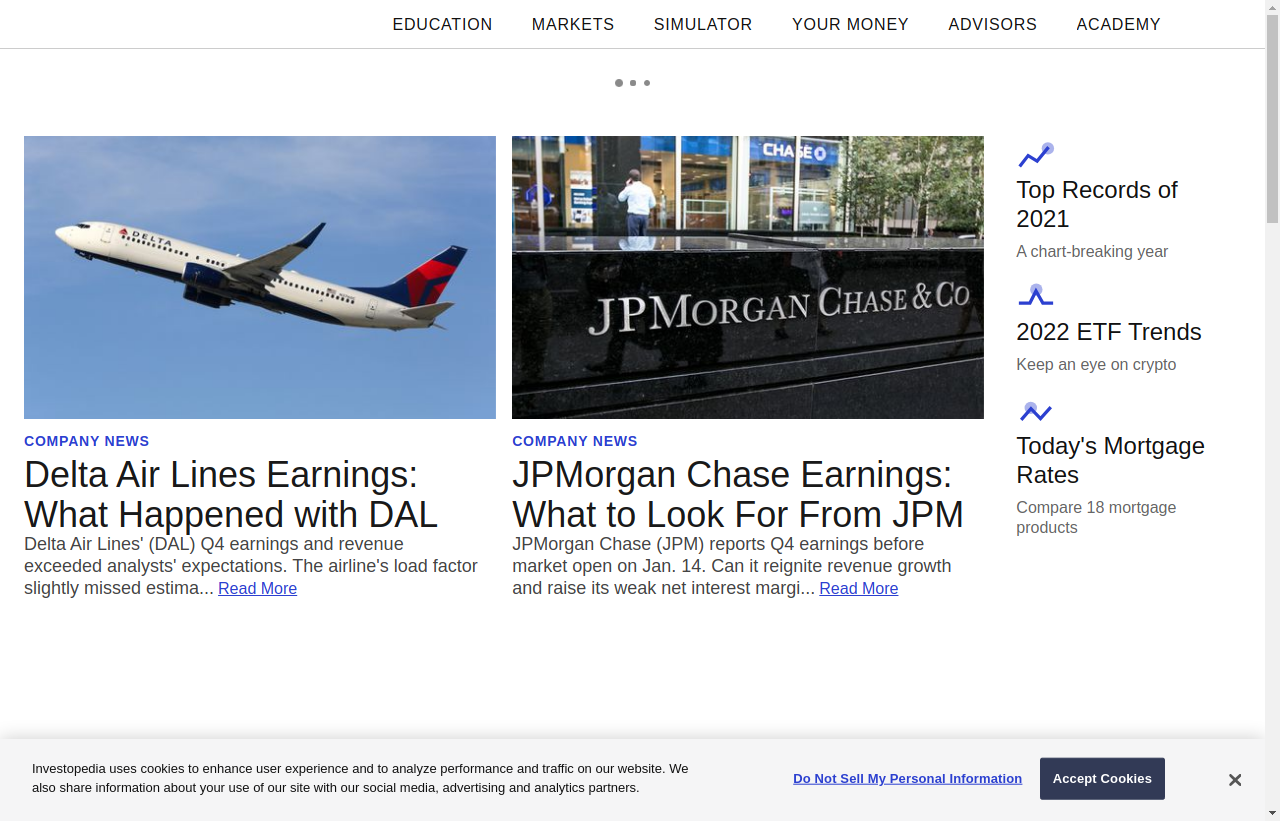 EDUCATION MARKETS SIMULATOR YOUR MONEY ADVISORS ACADEMY
DELTA
CHASE
JPMORGAN CHASE & CO
COMPANY NEWS
Delta Air Lines Earnings:
What Happened with DAL
Delta Air Lines' (DAL) Q4 earnings and revenue
exceeded analysts' expectations. The airline's load factor
slightly missed estima... Read More
COMPANY NEWS
JPMorgan Chase Earnings:
What to Look For From JPM
JPMorgan Chase (JPM) reports Q4 earnings before
market open on Jan. 14. Can it reignite revenue growth
and raise its weak net interest margi... Read More
Top Records of
2021
A chart-breaking year
2022 ETF Trends
Keep an eye on crypto
Today's Mortgage
Rates
Compare 18 mortgage
products
Investopedia uses cookies to enhance user experience and to analyze performance and traffic on our website. We
also share information about your use of our site with our social media, advertising and analytics partners.
Do Not Sell My Personal Information
Accept Cookies